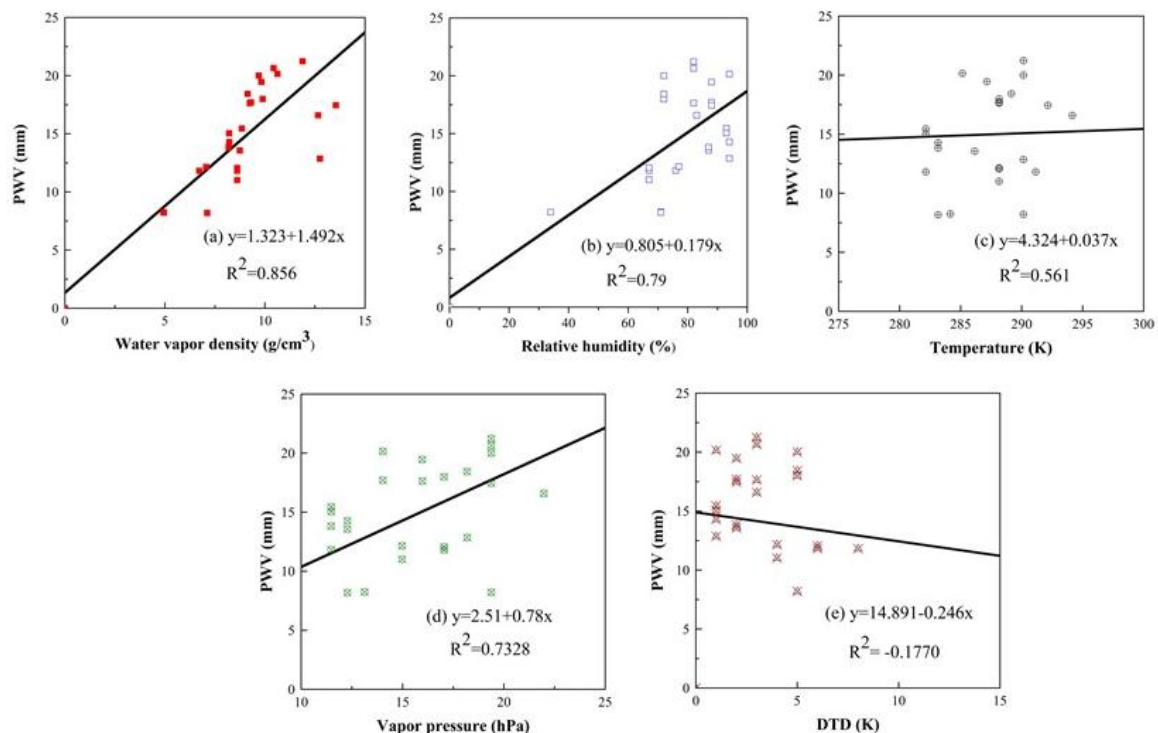 25
20
15
10
5
0
PWV (mm)
(a) y=1.323+1.492x
R²=0.856
0 5 10 15
Water vapor density (g/cm³)
25
20
15
10
5
0
PWV (mm)
(b) y=0.805+0.179x
R²=0.79
0 20 40 60 80 100
Relative humidity (%)
25
20
15
10
5
0
PWV (mm)
(c) y=4.324+0.037x
R²=0.561
275 280 285 290 295 300
Temperature (K)
25
20
15
10
5
0
PWV (mm)
(d) y=2.51+0.78x
R²=0.7328
10 15 20 25
Vapor pressure (hPa)
25
20
15
10
5
0
PWV (mm)
(e) y=14.891-0.246x
R²= -0.1770
0 5 10 15
DTD (K)